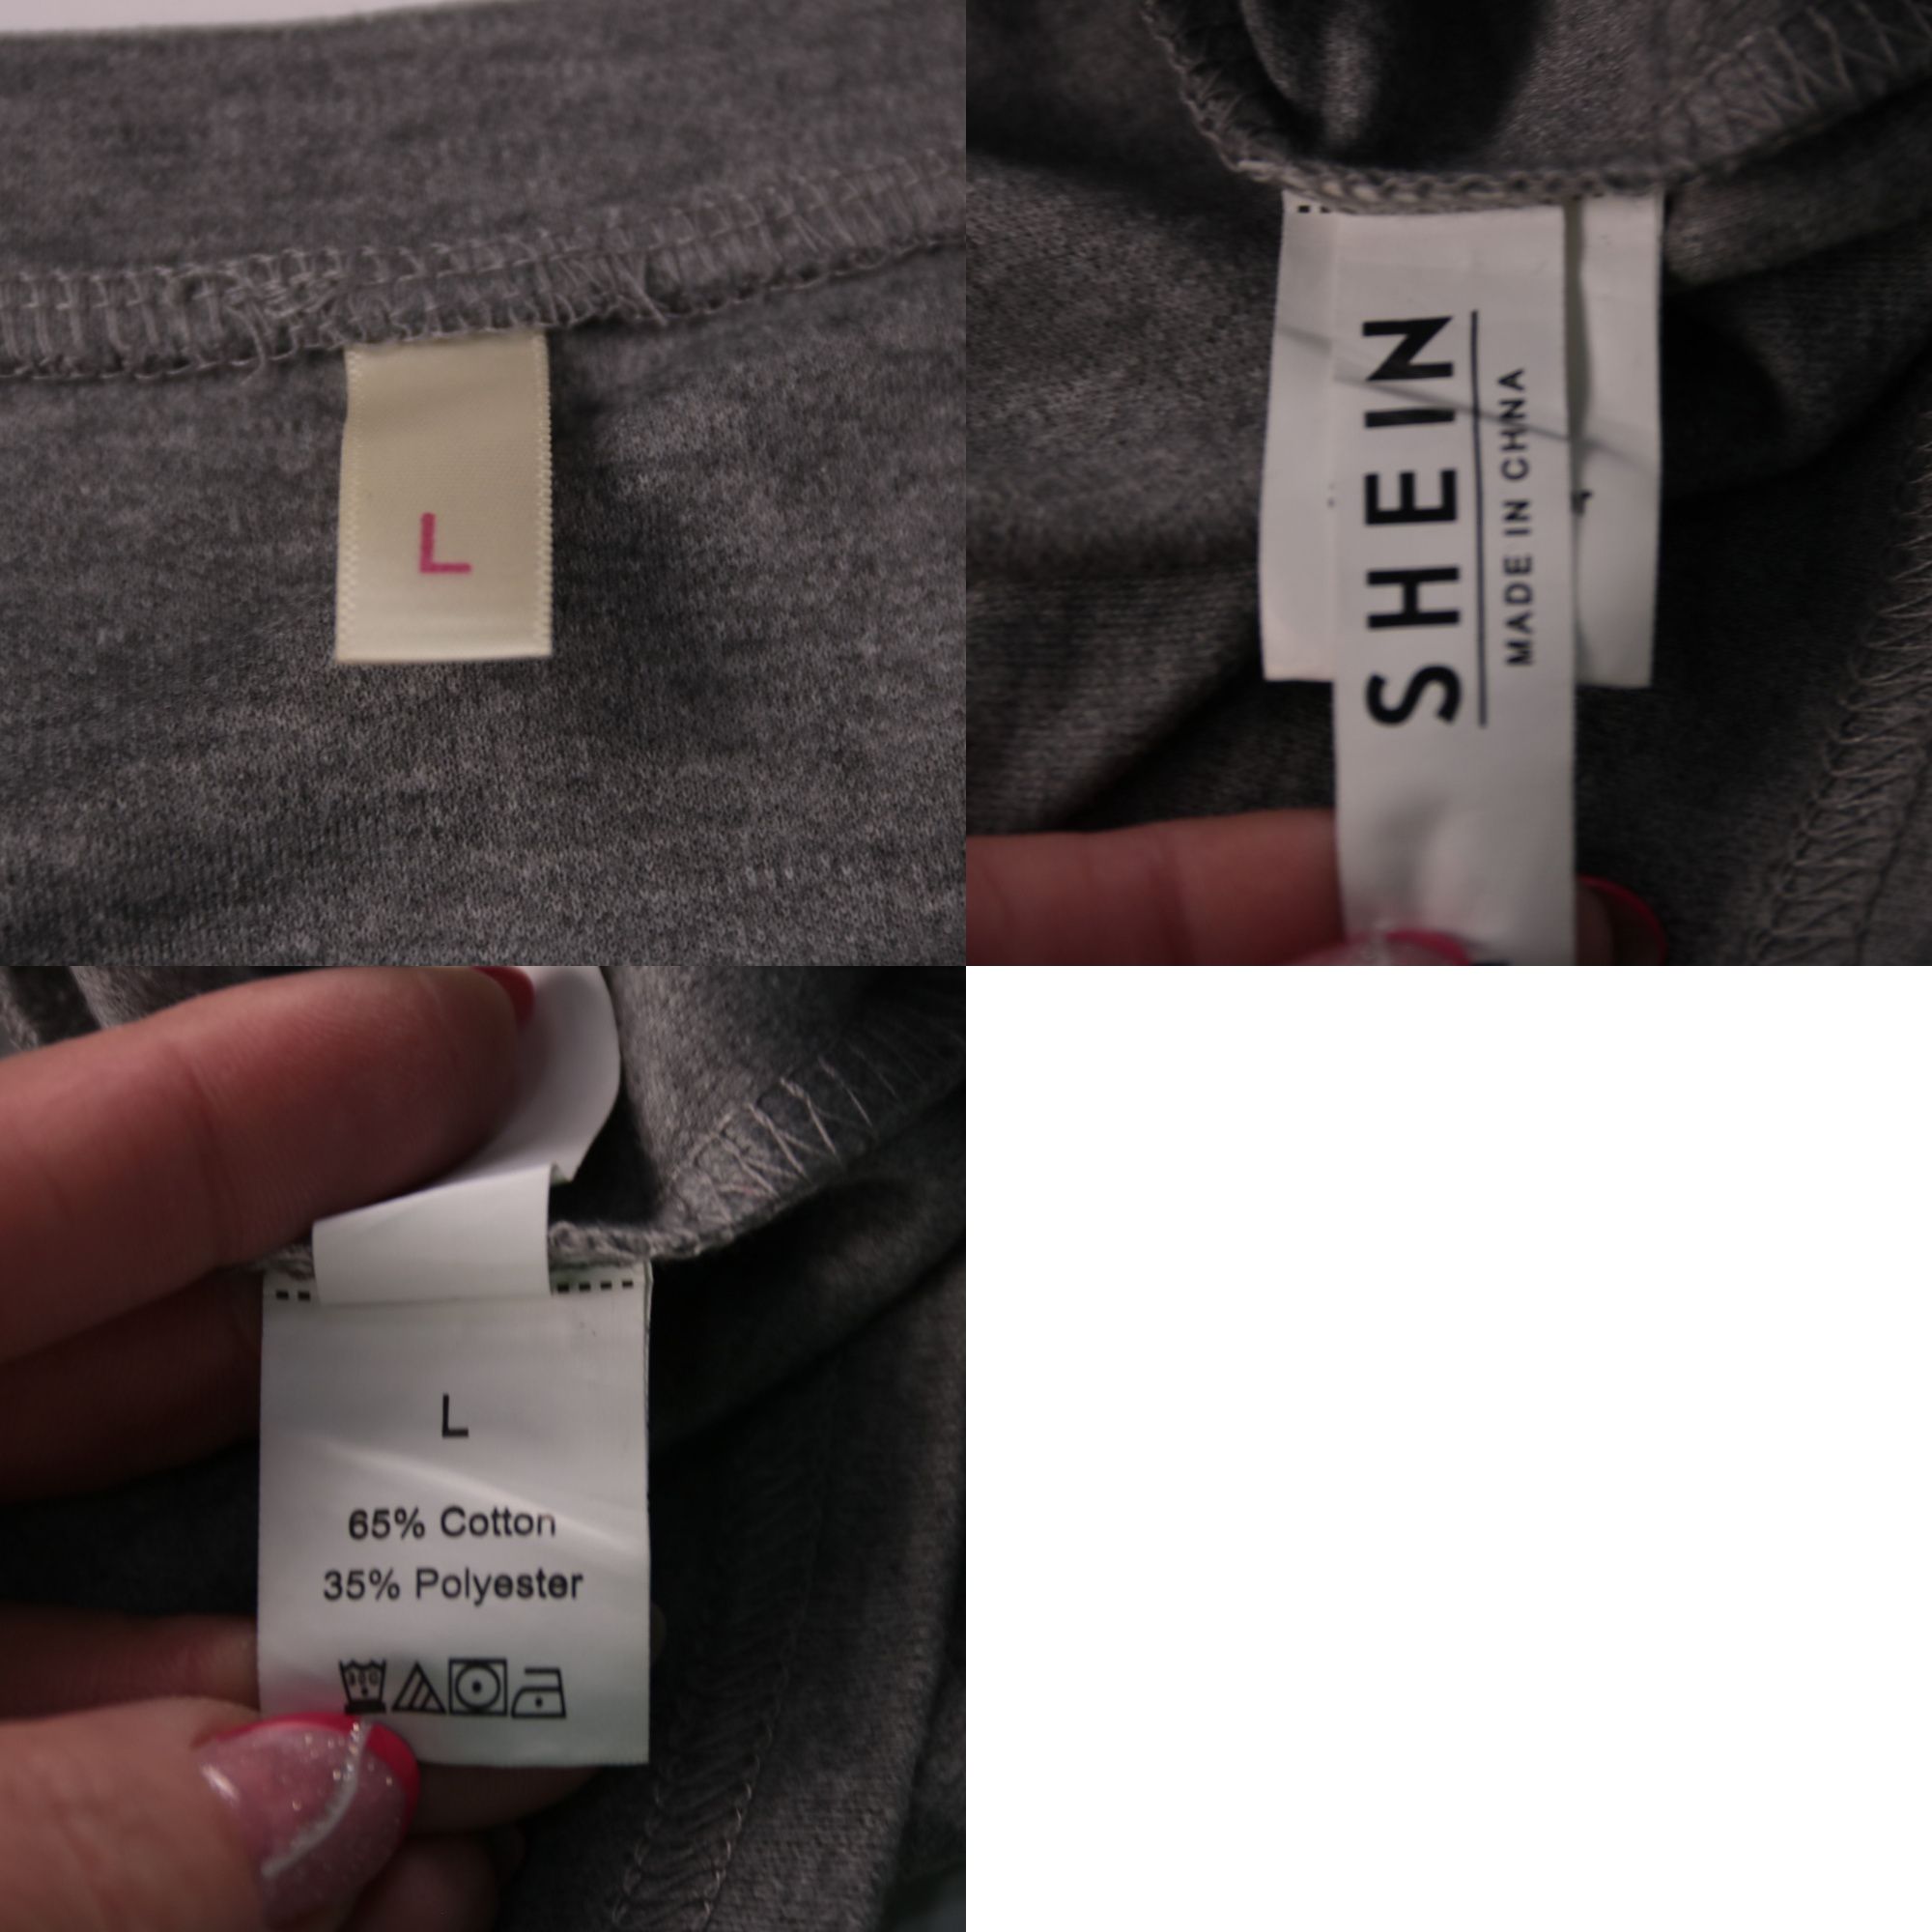 L
SHEIN
MADE IN CHINA
L
65% Cotton
35% Polyester